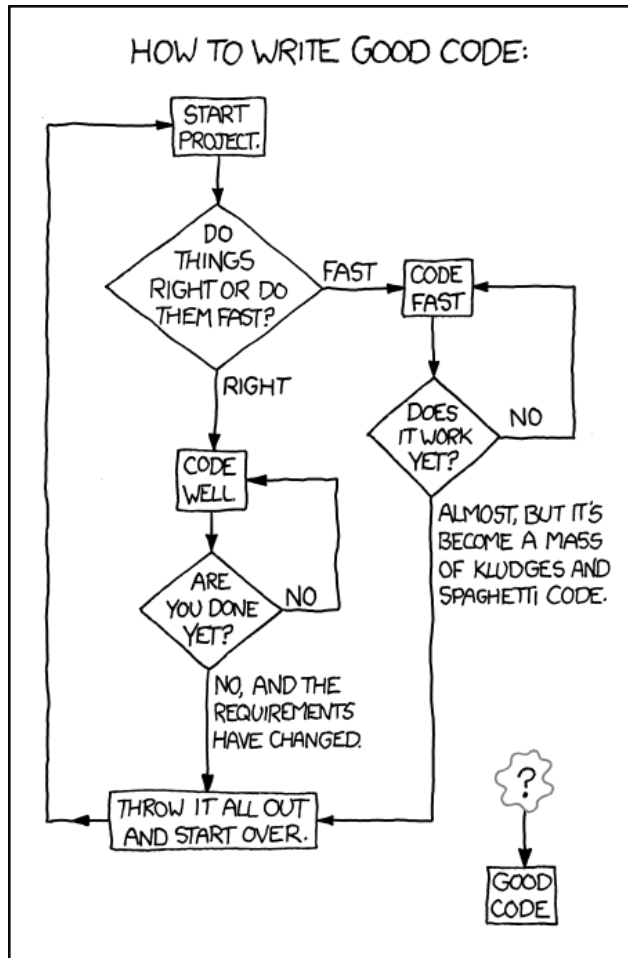 HOW TO WRITE GOOD CODE:
START
PROJECT.
DO
THINGS
RIGHT OR DO
THEM FAST?
FAST
CODE
FAST
RIGHT
DOES
IT WORK
YET?
NO
CODE
WELL.
ALMOST, BUT IT'S
BECOME A MASS
OF KLUDGES AND
SPAGHETTI CODE.
ARE
YOU DONE
YET?
NO
NO, AND THE
REQUIREMENTS
HAVE CHANGED.
THROW IT ALL OUT
AND START OVER.
?
GOOD
CODE